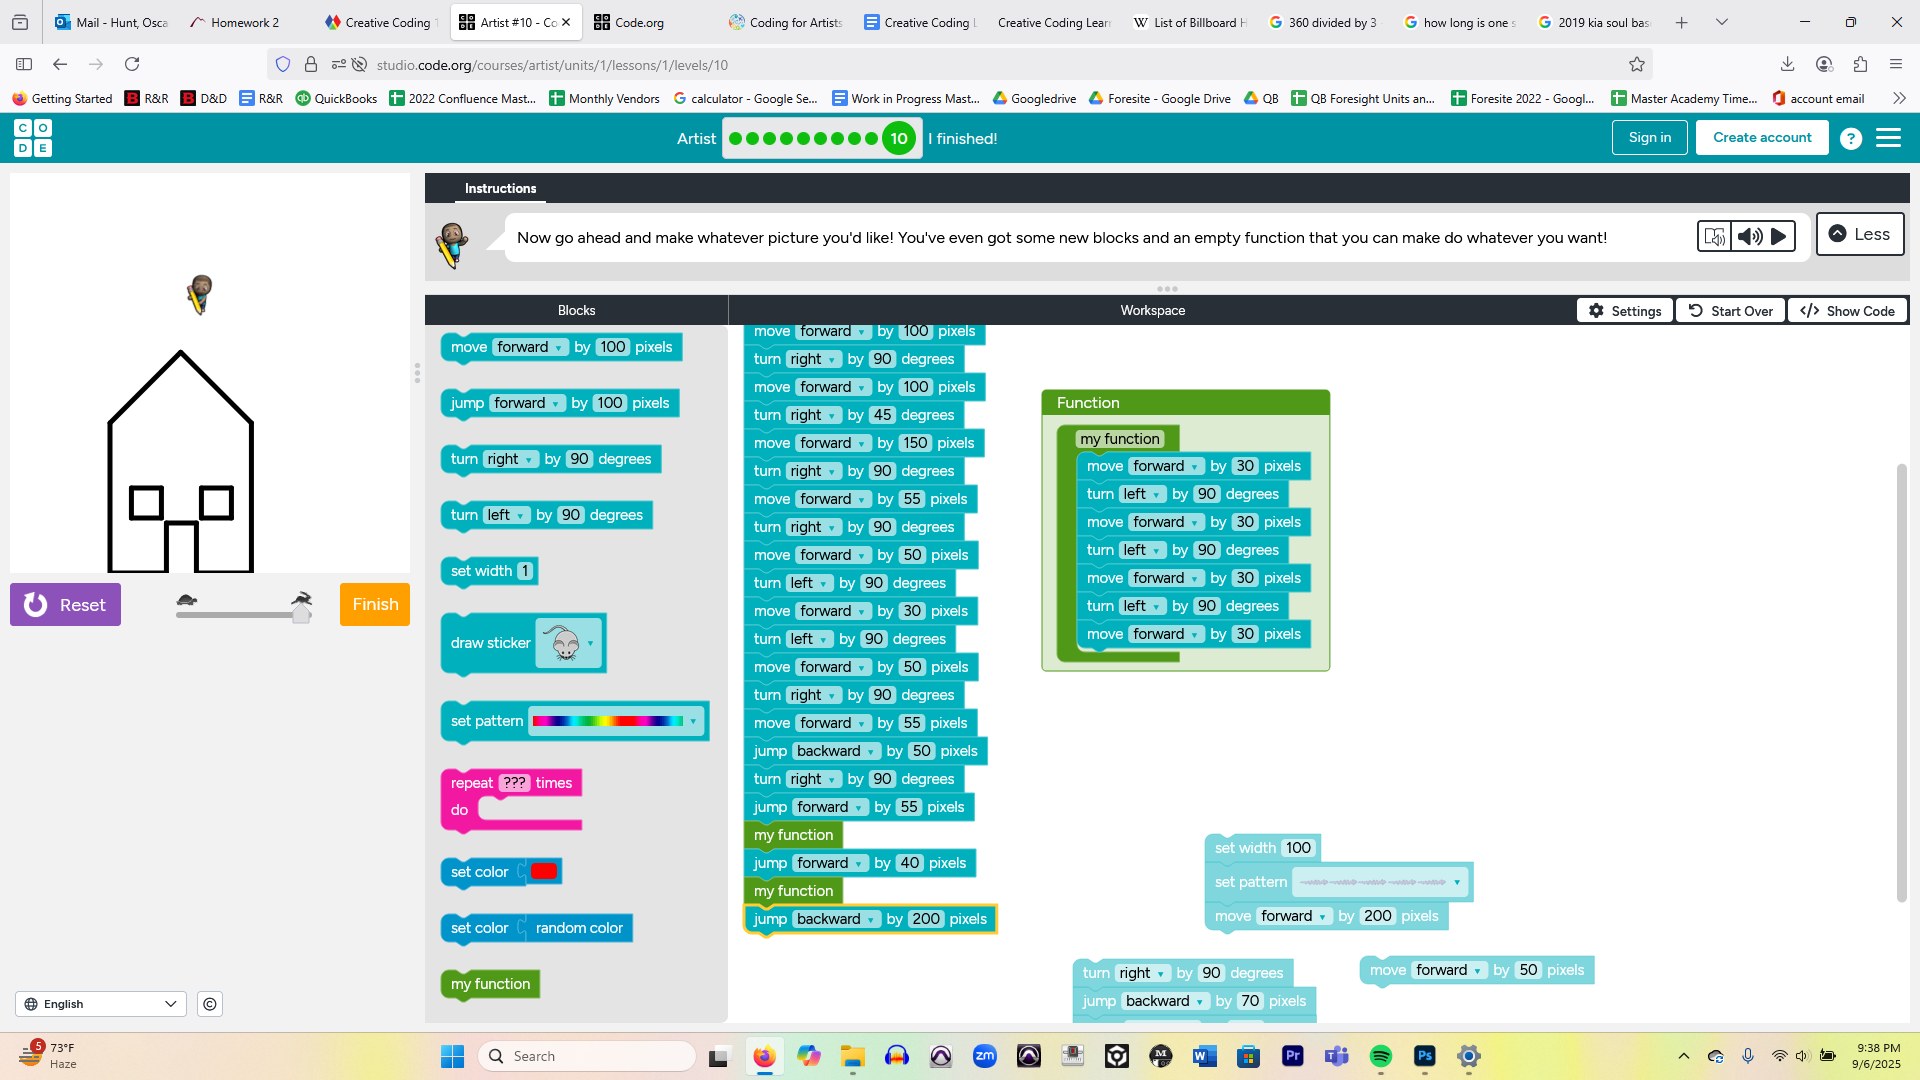 Mail - Hunt, Osca
Homework 2
Creative Coding T
Artist #10 - Co
Code.org
Coding for Artists
Creative Coding L
Creative Coding Lear
List of Billboard H
360 divided by 3
how long is one s
2019 kia soul bas
studio.code.org/courses/artist/units/1/lessons/1/levels/10
Getting Started
R&R
D&D
R&R
QuickBooks
2022 Confluence Mast...
Monthly Vendors
calculator - Google Se...
Work in Progress Mast...
Googledrive
Foresite - Google Drive
QB
QB Foresight Units an...
Foresite 2022 - Googl...
Master Academy Time...
account email
C O
D E
Artist
10
I finished!
Sign in
Create account
?
Instructions
Now go ahead and make whatever picture you'd like! You've even got some new blocks and an empty function that you can make do whatever you want!
Less
Blocks
Workspace
Settings
Start Over
</> Show Code
Reset
Finish
move forward by 100 pixels
jump forward by 100 pixels
turn right by 90 degrees
turn left by 90 degrees
set width 1
draw sticker
set pattern
repeat ??? times
do
set color
set color random color
my function
move forward by 100 pixels
turn right by 90 degrees
move forward by 100 pixels
turn right by 45 degrees
move forward by 150 pixels
turn right by 90 degrees
move forward by 55 pixels
turn right by 90 degrees
move forward by 50 pixels
turn left by 90 degrees
move forward by 30 pixels
turn left by 90 degrees
move forward by 50 pixels
turn right by 90 degrees
move forward by 55 pixels
jump backward by 50 pixels
turn right by 90 degrees
jump forward by 55 pixels
my function
jump forward by 40 pixels
my function
jump backward by 200 pixels
Function
my function
move forward by 30 pixels
turn left by 90 degrees
move forward by 30 pixels
turn left by 90 degrees
move forward by 30 pixels
turn left by 90 degrees
move forward by 30 pixels
set width 100
set pattern
move forward by 200 pixels
turn right by 90 degrees
jump backward by 70 pixels
move forward by 50 pixels
English
©
5
73°F
Haze
Search
zm
Pr
Ps
9:38 PM
9/6/2025